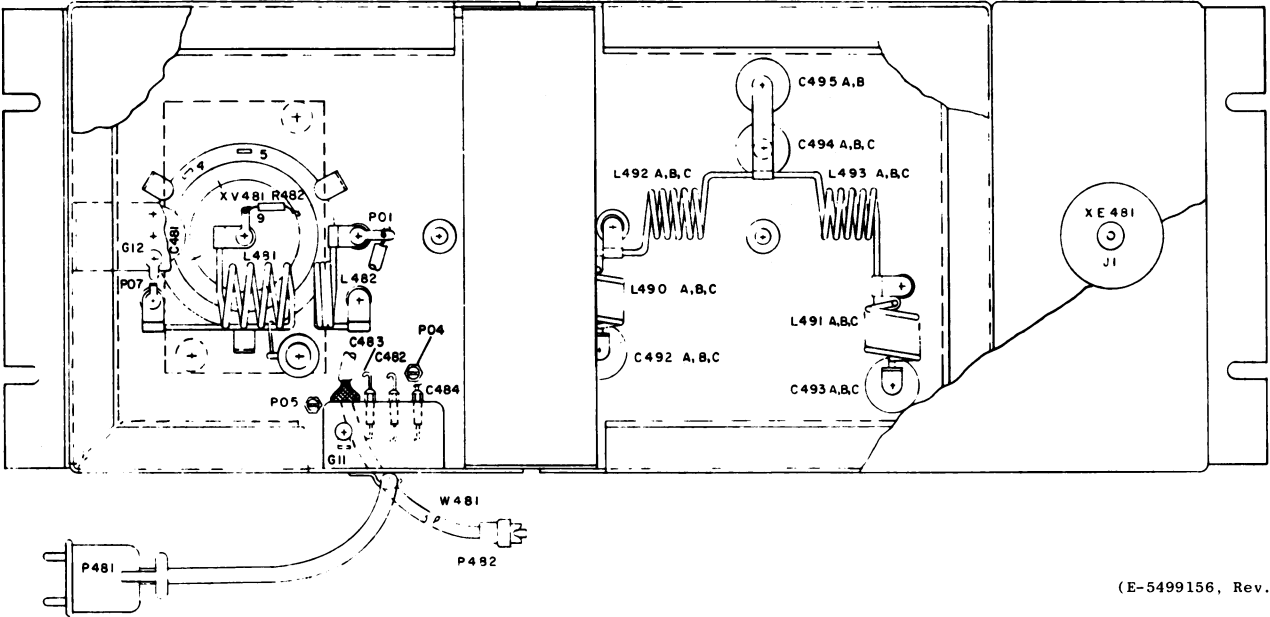 C495 A,B
C494 A,B,C
L492 A,B,C
L493 A,B,C
4
5
XV481
R482
9
P01
XE481
J1
G12
C481
L481
P07
L482
L490 A,B,C
L491 A,B,C
P04
C483
C482
C492 A,B,C
C484
C493 A,B,C
P05
G11
W481
P482
P481
(E-5499156, Rev.